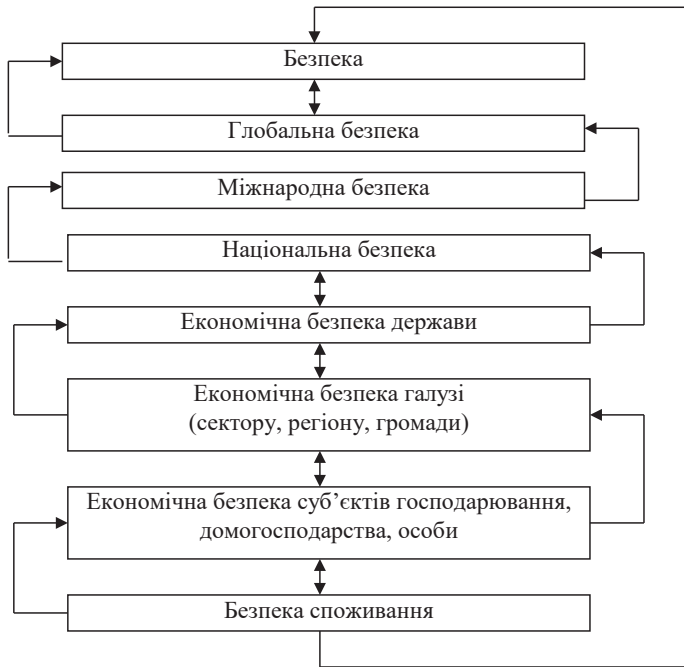 Безпека
Глобальна безпека
Міжнародна безпека
Національна безпека
Економічна безпека держави
Економічна безпека галузі
(сектору, регіону, громади)
Економічна безпека суб’єктів господарювання,
домогосподарства, особи
Безпека споживання